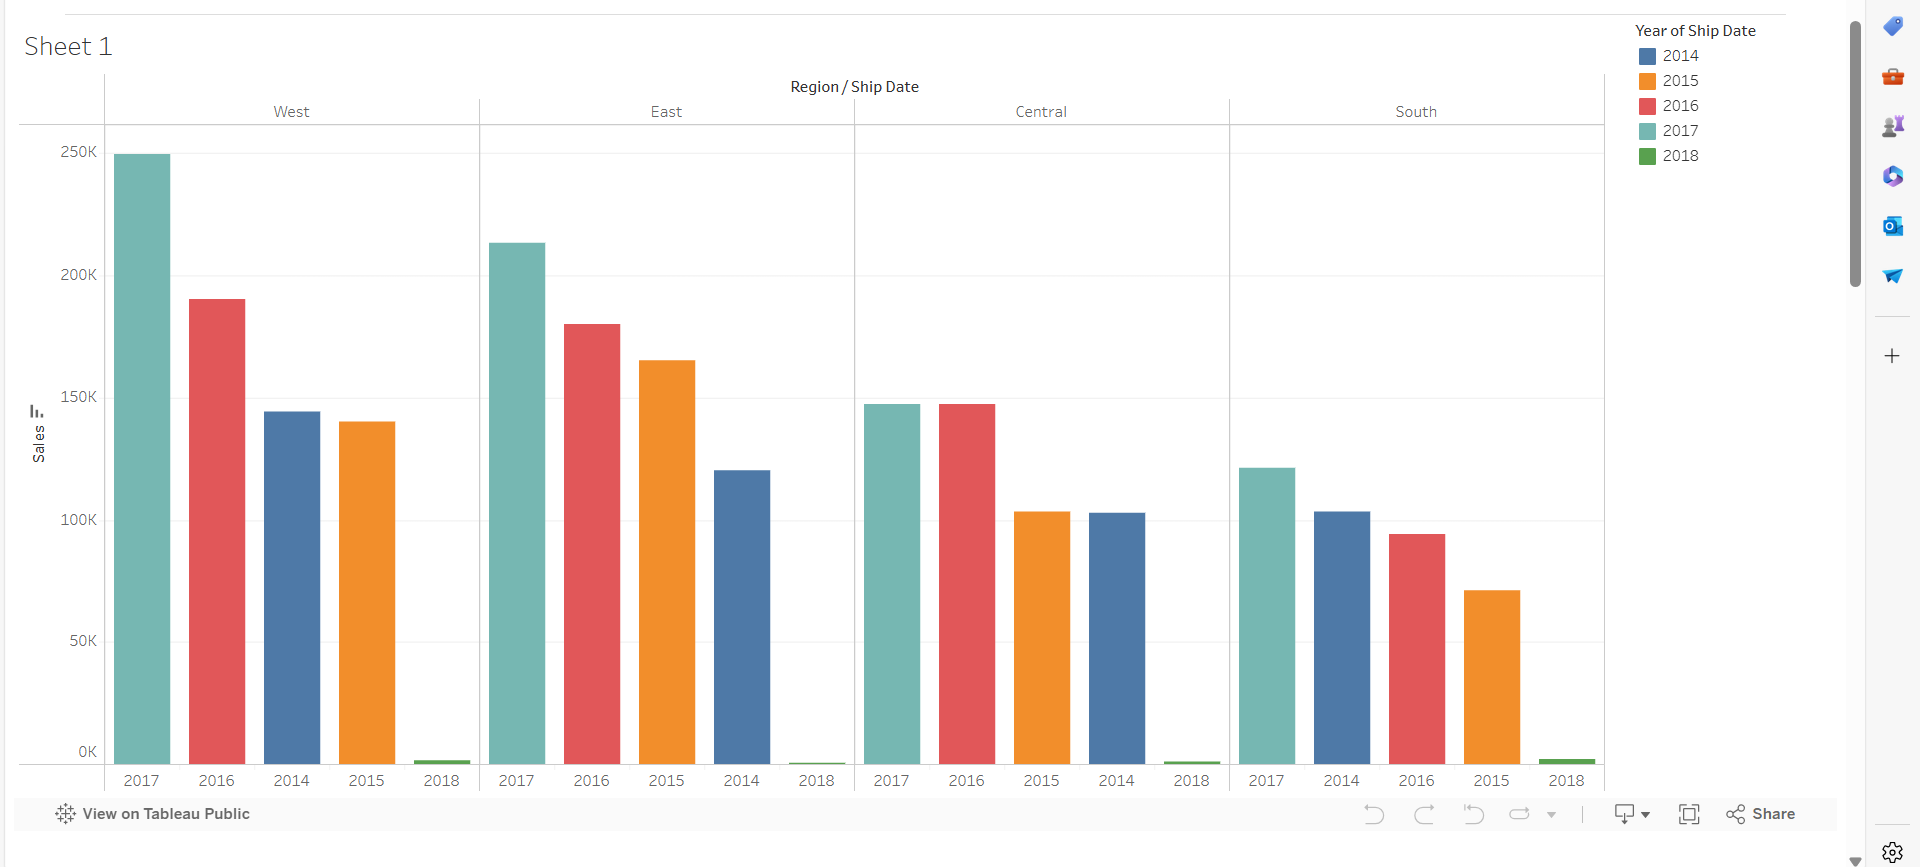 Sheet 1
Region / Ship Date
West East Central South
250K
200K
150K
100K
50K
0K
Sales
2017 2016 2014 2015 2018 2017 2016 2015 2014 2018 2017 2016 2015 2014 2018 2017 2014 2016 2015 2018
Year of Ship Date
2014
2015
2016
2017
2018
View on Tableau Public
Share